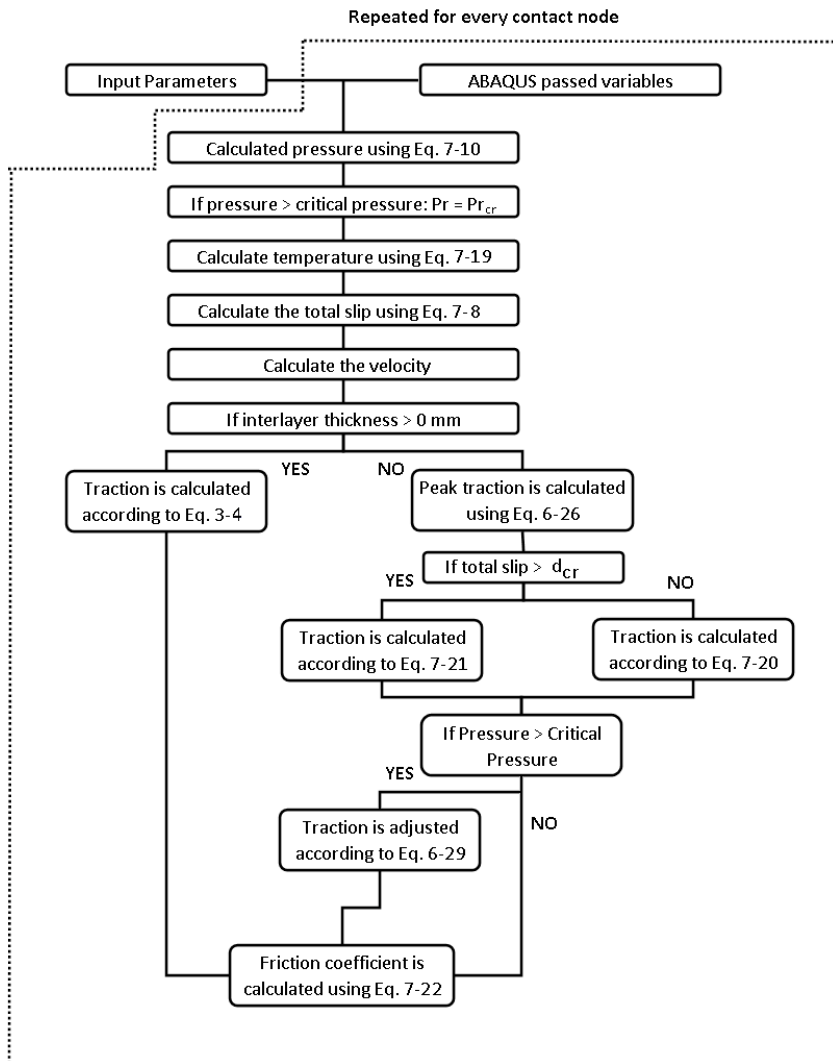 Repeated for every contact node
Input Parameters
ABAQUS passed variables
Calculated pressure using Eq. 7-10
If pressure > critical pressure: Pr = Pr_cr
Calculate temperature using Eq. 7-19
Calculate the total slip using Eq. 7-8
Calculate the velocity
If interlayer thickness > 0 mm
YES
NO
Traction is calculated
according to Eq. 3-4
Peak traction is calculated
using Eq. 6-26
If total slip > d_cr
YES
NO
Traction is calculated
according to Eq. 7-21
Traction is calculated
according to Eq. 7-20
If Pressure > Critical
Pressure
YES
NO
Traction is adjusted
according to Eq. 6-29
Friction coefficient is
calculated using Eq. 7-22